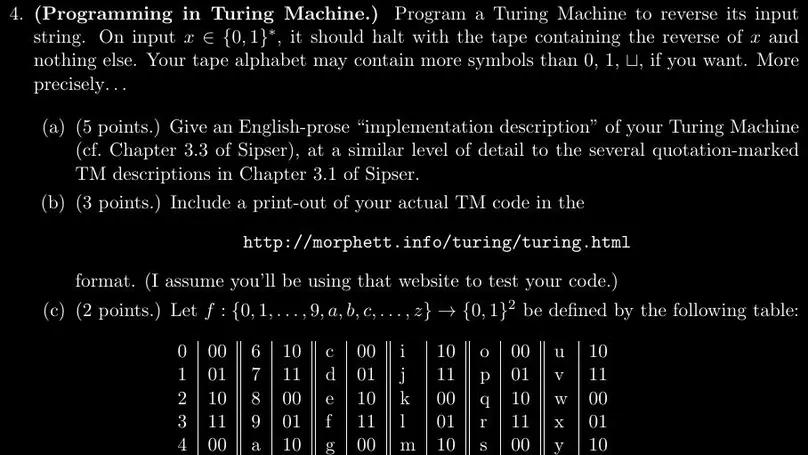 4. (Programming in Turing Machine.) Program a Turing Machine to reverse its input
string. On input x ∈ {0, 1}*, it should halt with the tape containing the reverse of x and
nothing else. Your tape alphabet may contain more symbols than 0, 1, ⊔, if you want. More
precisely...
(a) (5 points.) Give an English-prose “implementation description” of your Turing Machine
(cf. Chapter 3.3 of Sipser), at a similar level of detail to the several quotation-marked
TM descriptions in Chapter 3.1 of Sipser.
(b) (3 points.) Include a print-out of your actual TM code in the
http://morphett.info/turing/turing.html
format. (I assume you’ll be using that website to test your code.)
(c) (2 points.) Let f : {0, 1, . . . , 9, a, b, c, . . . , z} → {0, 1}² be defined by the following table:
0 00 6 10 c 00 i 10 o 00 u 10
1 01 7 11 d 01 j 11 p 01 v 11
2 10 8 00 e 10 k 00 q 10 w 00
3 11 9 01 f 11 l 01 r 11 x 01
4 00 a 10 g 00 m 10 s 00 y 10